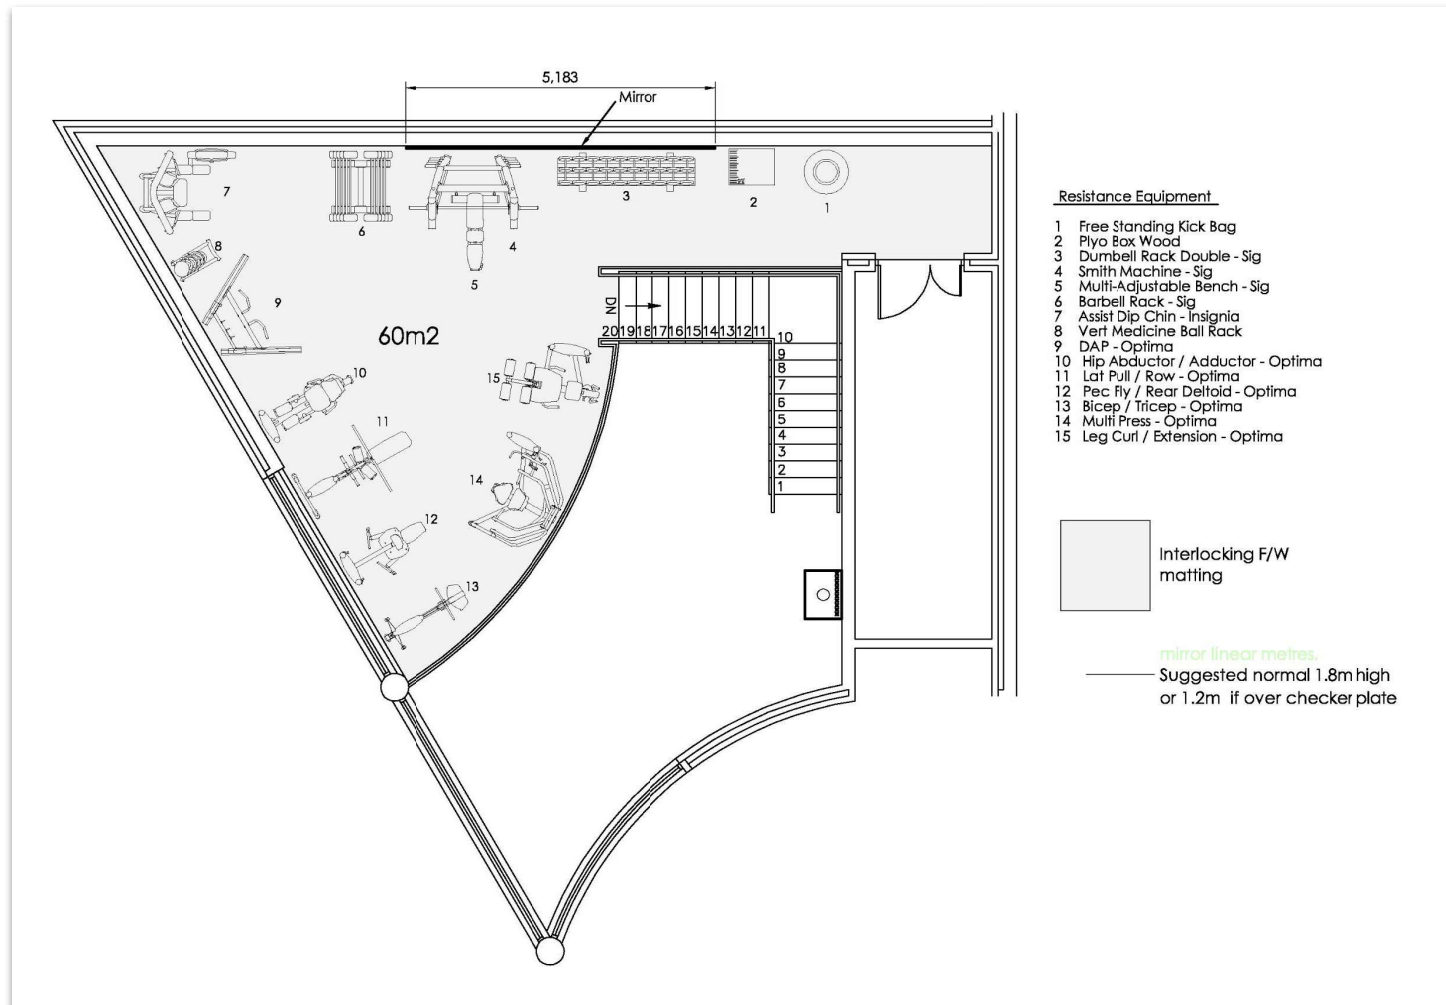 5,183
Mirror
7
6
3
2
1
8
4
5
9
60m2
DN
20 19 18 17 16 15 14 13 12 11
10
9
8
7
6
5
4
3
2
1
10
15
11
14
12
13
Resistance Equipment
1 Free Standing Kick Bag
2 Plyo Box Wood
3 Dumbell Rack Double - Sig
4 Smith Machine - Sig
5 Multi-Adjustable Bench - Sig
6 Barbell Rack - Sig
7 Assist Dip Chin - Insignia
8 Vert Medicine Ball Rack
9 DAP - Optima
10 Hip Abductor / Adductor - Optima
11 Lat Pull / Row - Optima
12 Pec Fly / Rear Deltoid - Optima
13 Bicep / Tricep - Optima
14 Multi Press - Optima
15 Leg Curl / Extension - Optima
Interlocking F/W
matting
mirror linear metres.
Suggested normal 1.8m high
or 1.2m if over checker plate